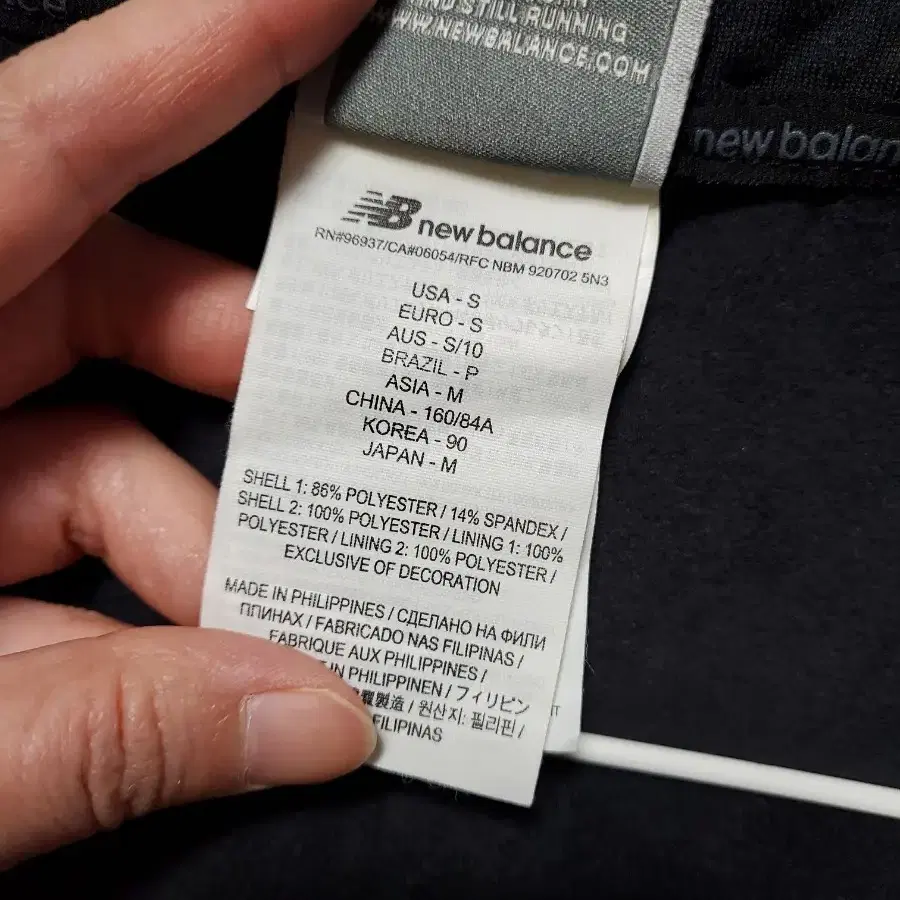 STILL RUNNING
WWW.NEWBALANCE.COM
new balan
NB new balance
RN#96937/CA#06054/RFC NBM 920702 5N3
USA - S
EURO - S
AUS - S/10
BRAZIL - P
ASIA - M
CHINA - 160/84A
KOREA - 90
JAPAN - M
SHELL 1: 86% POLYESTER / 14% SPANDEX /
SHELL 2: 100% POLYESTER / LINING 1: 100%
POLYESTER / LINING 2: 100% POLYESTER /
EXCLUSIVE OF DECORATION
MADE IN PHILIPPINES / СДЕЛАНО НА ФИЛИ
ППИНАХ / FABRICADO NAS FILIPINAS /
FABRIQUE AUX PHILIPPINES /
IN PHILIPPINEN / フィリピン
製造 / 원산지: 필리핀 /
FILIPINAS